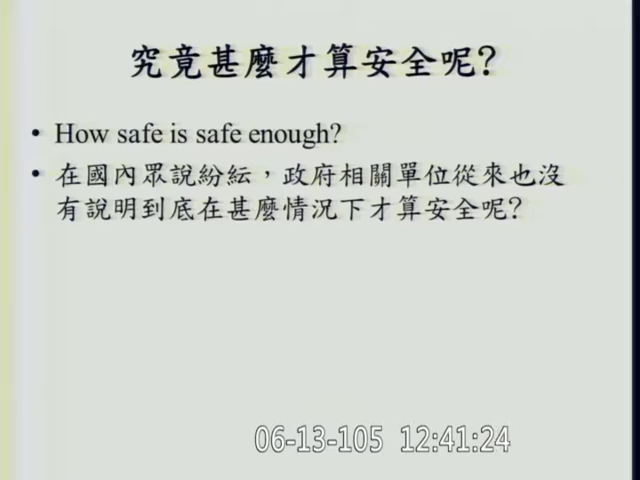 究竟甚麼才算安全呢?
• How safe is safe enough?
• 在國內眾說紛紜，政府相關單位從來也沒
有說明到底在甚麼情況下才算安全呢?
06-13-105 12:41:24